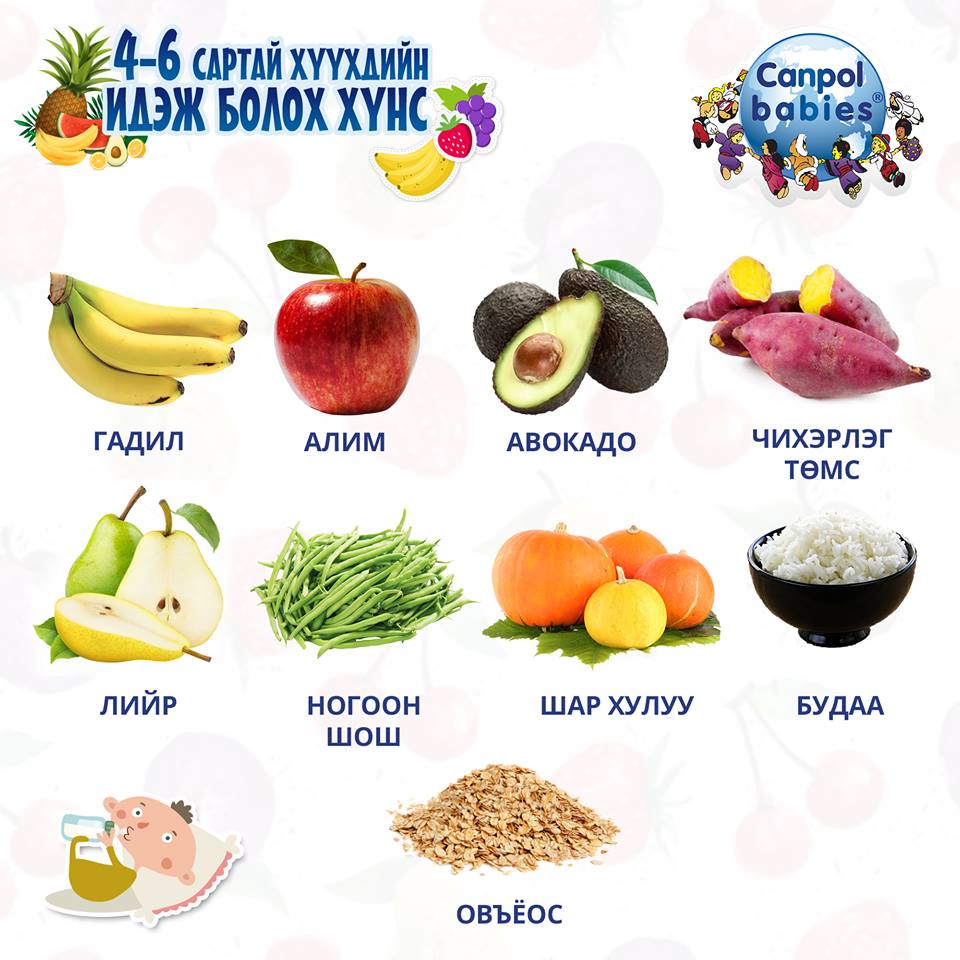 4-6 САРТАЙ ХҮҮХДИЙН
ИДЭЖ БОЛОХ ХҮНС
Canpol
babies®
ГАДИЛ
АЛИМ
АВОКАДО
ЧИХЭРЛЭГ
ТӨМС
ЛИЙР
НОГООН
ШОШ
ШАР ХУЛУУ
БУДАА
ОВЪЁОС